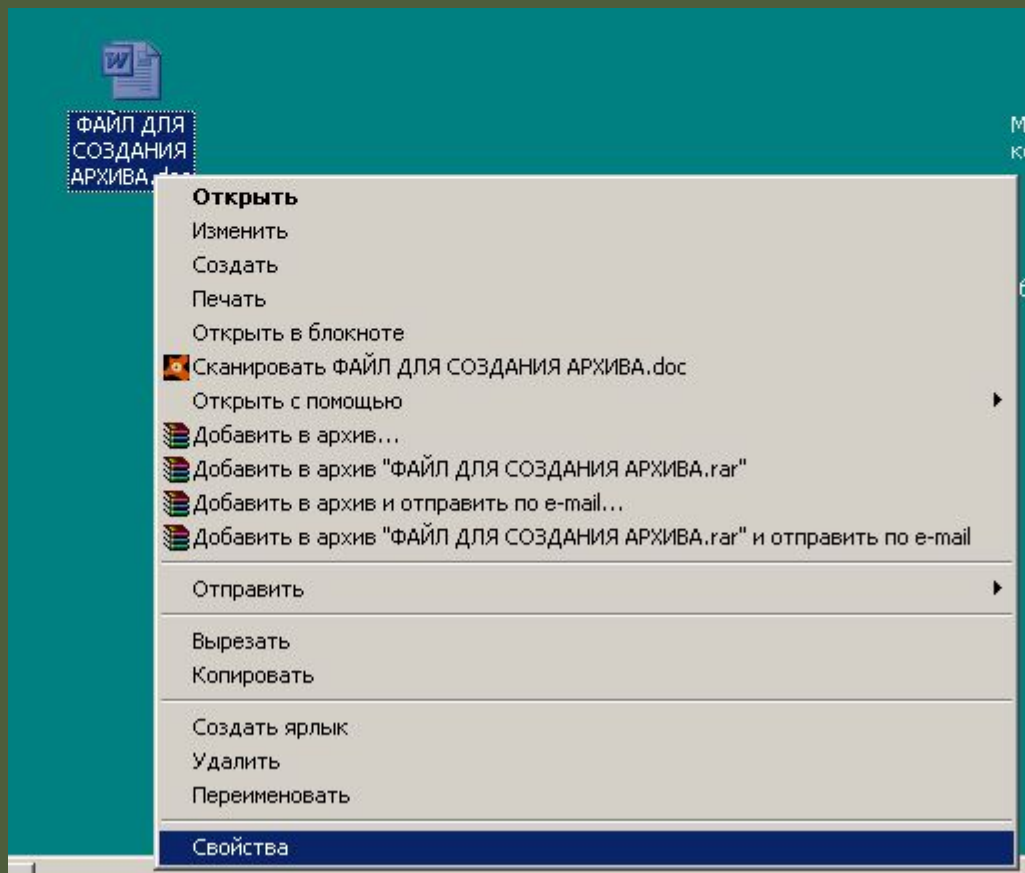 ФАЙЛ ДЛЯ
СОЗДАНИЯ
АРХИВА.doc
Открыть
Изменить
Создать
Печать
Открыть в блокноте
Сканировать ФАЙЛ ДЛЯ СОЗДАНИЯ АРХИВА.doc
Открыть с помощью
Добавить в архив...
Добавить в архив "ФАЙЛ ДЛЯ СОЗДАНИЯ АРХИВА.rar"
Добавить в архив и отправить по e-mail...
Добавить в архив "ФАЙЛ ДЛЯ СОЗДАНИЯ АРХИВА.rar" и отправить по e-mail
Отправить
Вырезать
Копировать
Создать ярлык
Удалить
Переименовать
Свойства